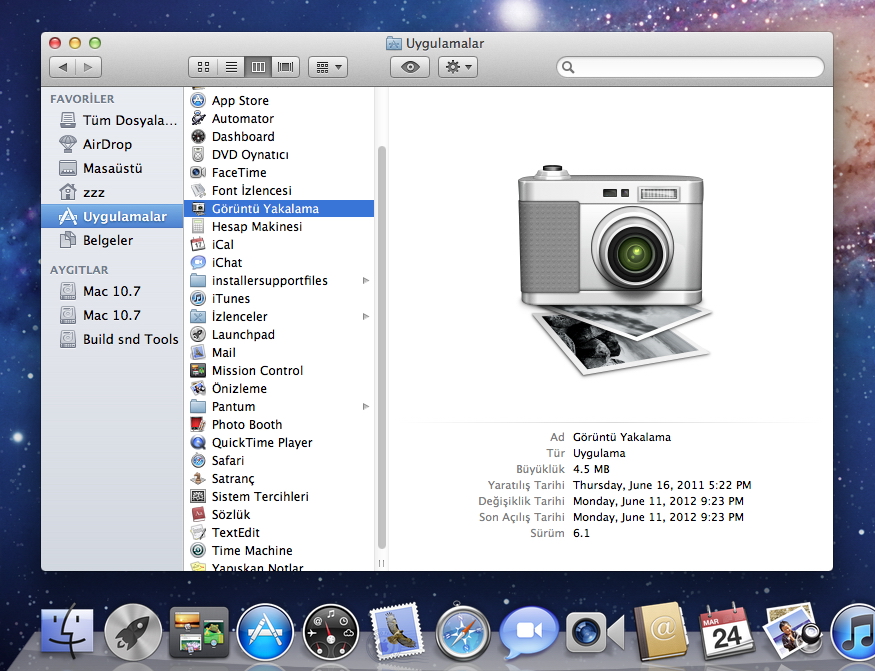 Uygulamalar
FAVORİLER
Tüm Dosyala...
AirDrop
Masaüstü
zzz
Uygulamalar
Belgeler
AYGITLAR
Mac 10.7
Mac 10.7
Build snd Tools
App Store
Automator
Dashboard
DVD Oynatıcı
FaceTime
Font İzlencesi
Görüntü Yakalama
Hesap Makinesi
iCal
iChat
installersupportfiles
iTunes
İzlenceler
Launchpad
Mail
Mission Control
Önizleme
Pantum
Photo Booth
QuickTime Player
Safari
Satranç
Sistem Tercihleri
Sözlük
TextEdit
Time Machine
Yapışkan Notlar
Ad Görüntü Yakalama
Tür Uygulama
Büyüklük 4.5 MB
Yaratılış Tarihi Thursday, June 16, 2011 5:22 PM
Değişiklik Tarihi Monday, June 11, 2012 9:23 PM
Son Açılış Tarihi Monday, June 11, 2012 9:23 PM
Sürüm 6.1
MAR
24